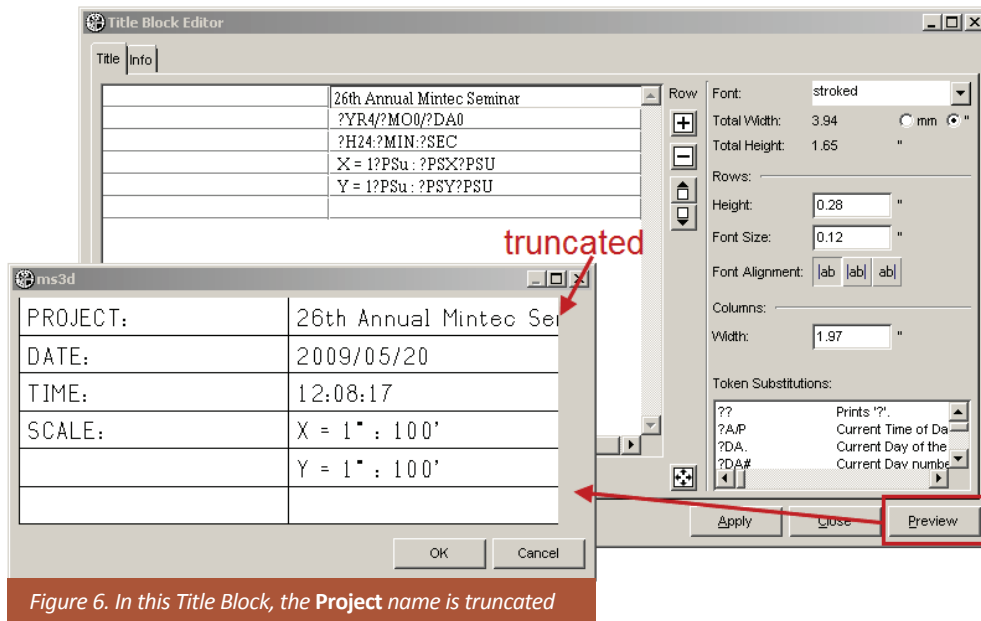 Title Block Editor
Title Info
26th Annual Mintec Seminar
?YR4/?MO0/?DA0
?H24:?MIN:?SEC
X = 1?PSu : ?PSX?PSU
Y = 1?PSu : ?PSY?PSU
Row
Font: stroked
Total Width: 3.94 mm "
Total Height: 1.65 "
Rows:
Height: 0.28 "
Font Size: 0.12 "
Font Alignment: |ab |ab| ab|
Columns:
Width: 1.97 "
Token Substitutions:
?? Prints '?'.
?A/P Current Time of Da
?DA. Current Day of the
?DA# Current Day numbe
Apply Close Preview
truncated
ms3d
PROJECT: 26th Annual Mintec Se
DATE: 2009/05/20
TIME: 12:08:17
SCALE: X = 1" : 100'
Y = 1" : 100'
OK Cancel
Figure 6. In this Title Block, the Project name is truncated